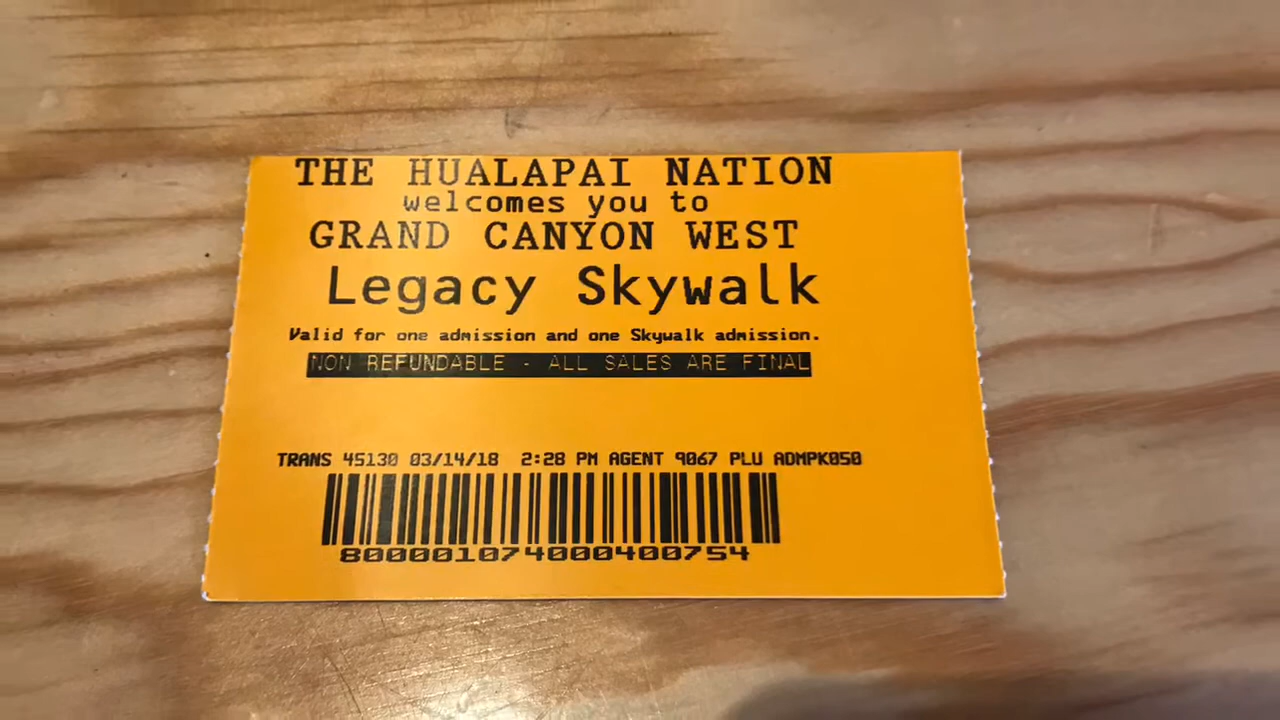 THE HUALAPAI NATION
welcomes you to
GRAND CANYON WEST
Legacy Skywalk
Valid for one admission and one Skywalk admission.
NON REFUNDABLE - ALL SALES ARE FINAL
TRANS 45130 03/14/18 2:28 PM AGENT 9067 PLU ADMPK050
800001074000400754